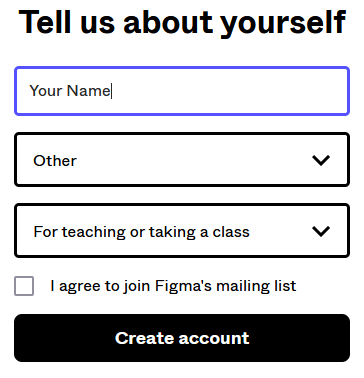 Tell us about yourself
Your Name
Other
For teaching or taking a class
I agree to join Figma's mailing list
Create account